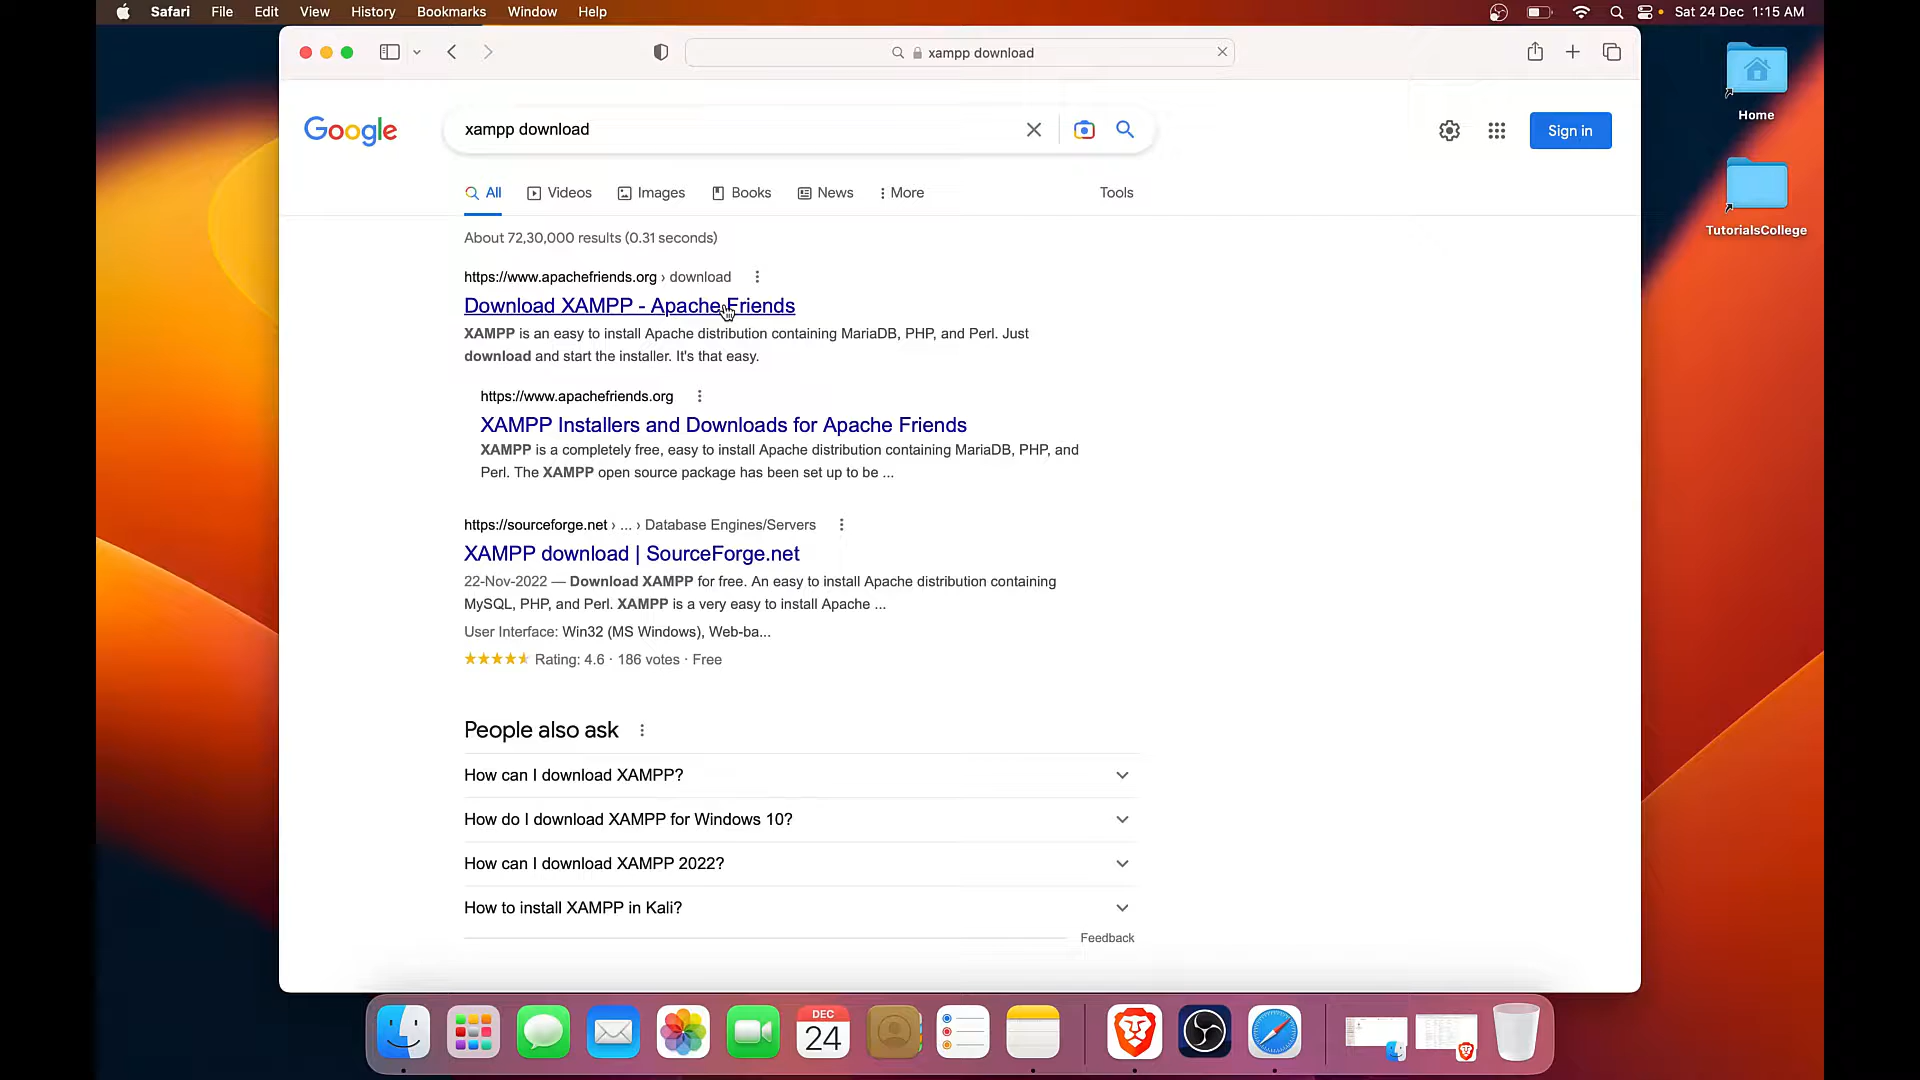 Safari File Edit View History Bookmarks Window Help Sat 24 Dec 1:15 AM
xampp download
Google
xampp download
Sign in
All Videos Images Books News More Tools
About 72,30,000 results (0.31 seconds)
https://www.apachefriends.org › download
Download XAMPP - Apache Friends
XAMPP is an easy to install Apache distribution containing MariaDB, PHP, and Perl. Just
download and start the installer. It's that easy.
https://www.apachefriends.org
XAMPP Installers and Downloads for Apache Friends
XAMPP is a completely free, easy to install Apache distribution containing MariaDB, PHP, and
Perl. The XAMPP open source package has been set up to be ...
https://sourceforge.net › ... › Database Engines/Servers
XAMPP download | SourceForge.net
22-Nov-2022 — Download XAMPP for free. An easy to install Apache distribution containing
MySQL, PHP, and Perl. XAMPP is a very easy to install Apache ...
User Interface: Win32 (MS Windows), Web-ba...
Rating: 4.6 · 186 votes · Free
People also ask
How can I download XAMPP?
How do I download XAMPP for Windows 10?
How can I download XAMPP 2022?
How to install XAMPP in Kali?
Feedback
Home
TutorialsCollege
DEC
24